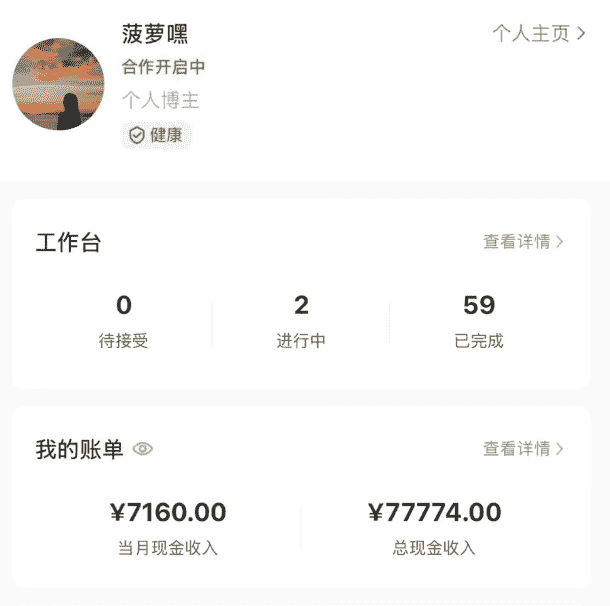 菠萝嘿
个人主页 >
合作开启中
个人博主
健康
工作台
查看详情 >
0
2
59
待接受
进行中
已完成
我的账单
查看详情 >
¥7160.00
¥77774.00
当月现金收入
总现金收入